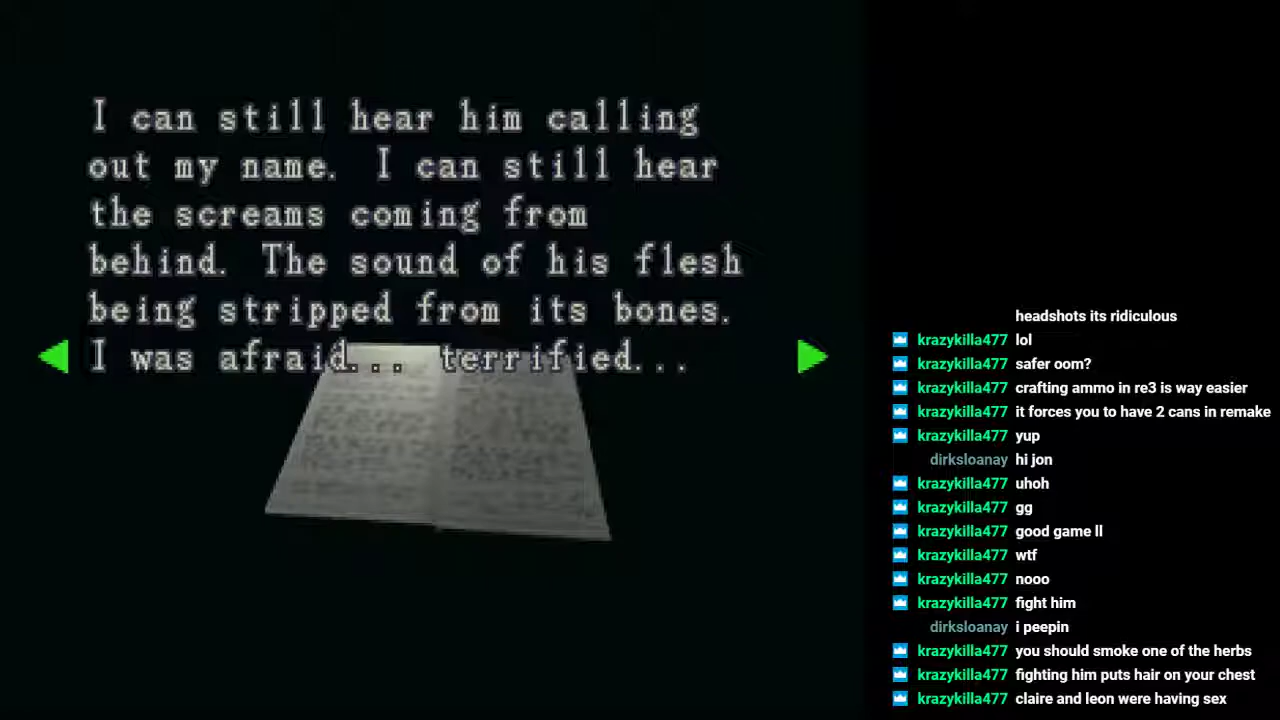 I can still hear him calling
out my name. I can still hear
the screams coming from
behind. The sound of his flesh
being stripped from its bones.
I was afraid... terrified...
headshots its ridiculous
krazykilla477 lol
krazykilla477 safer oom?
krazykilla477 crafting ammo in re3 is way easier
krazykilla477 it forces you to have 2 cans in remake
krazykilla477 yup
dirksloanay hi jon
krazykilla477 uhoh
krazykilla477 gg
krazykilla477 good game ll
krazykilla477 wtf
krazykilla477 nooo
krazykilla477 fight him
dirksloanay i peepin
krazykilla477 you should smoke one of the herbs
krazykilla477 fighting him puts hair on your chest
krazykilla477 claire and leon were having sex